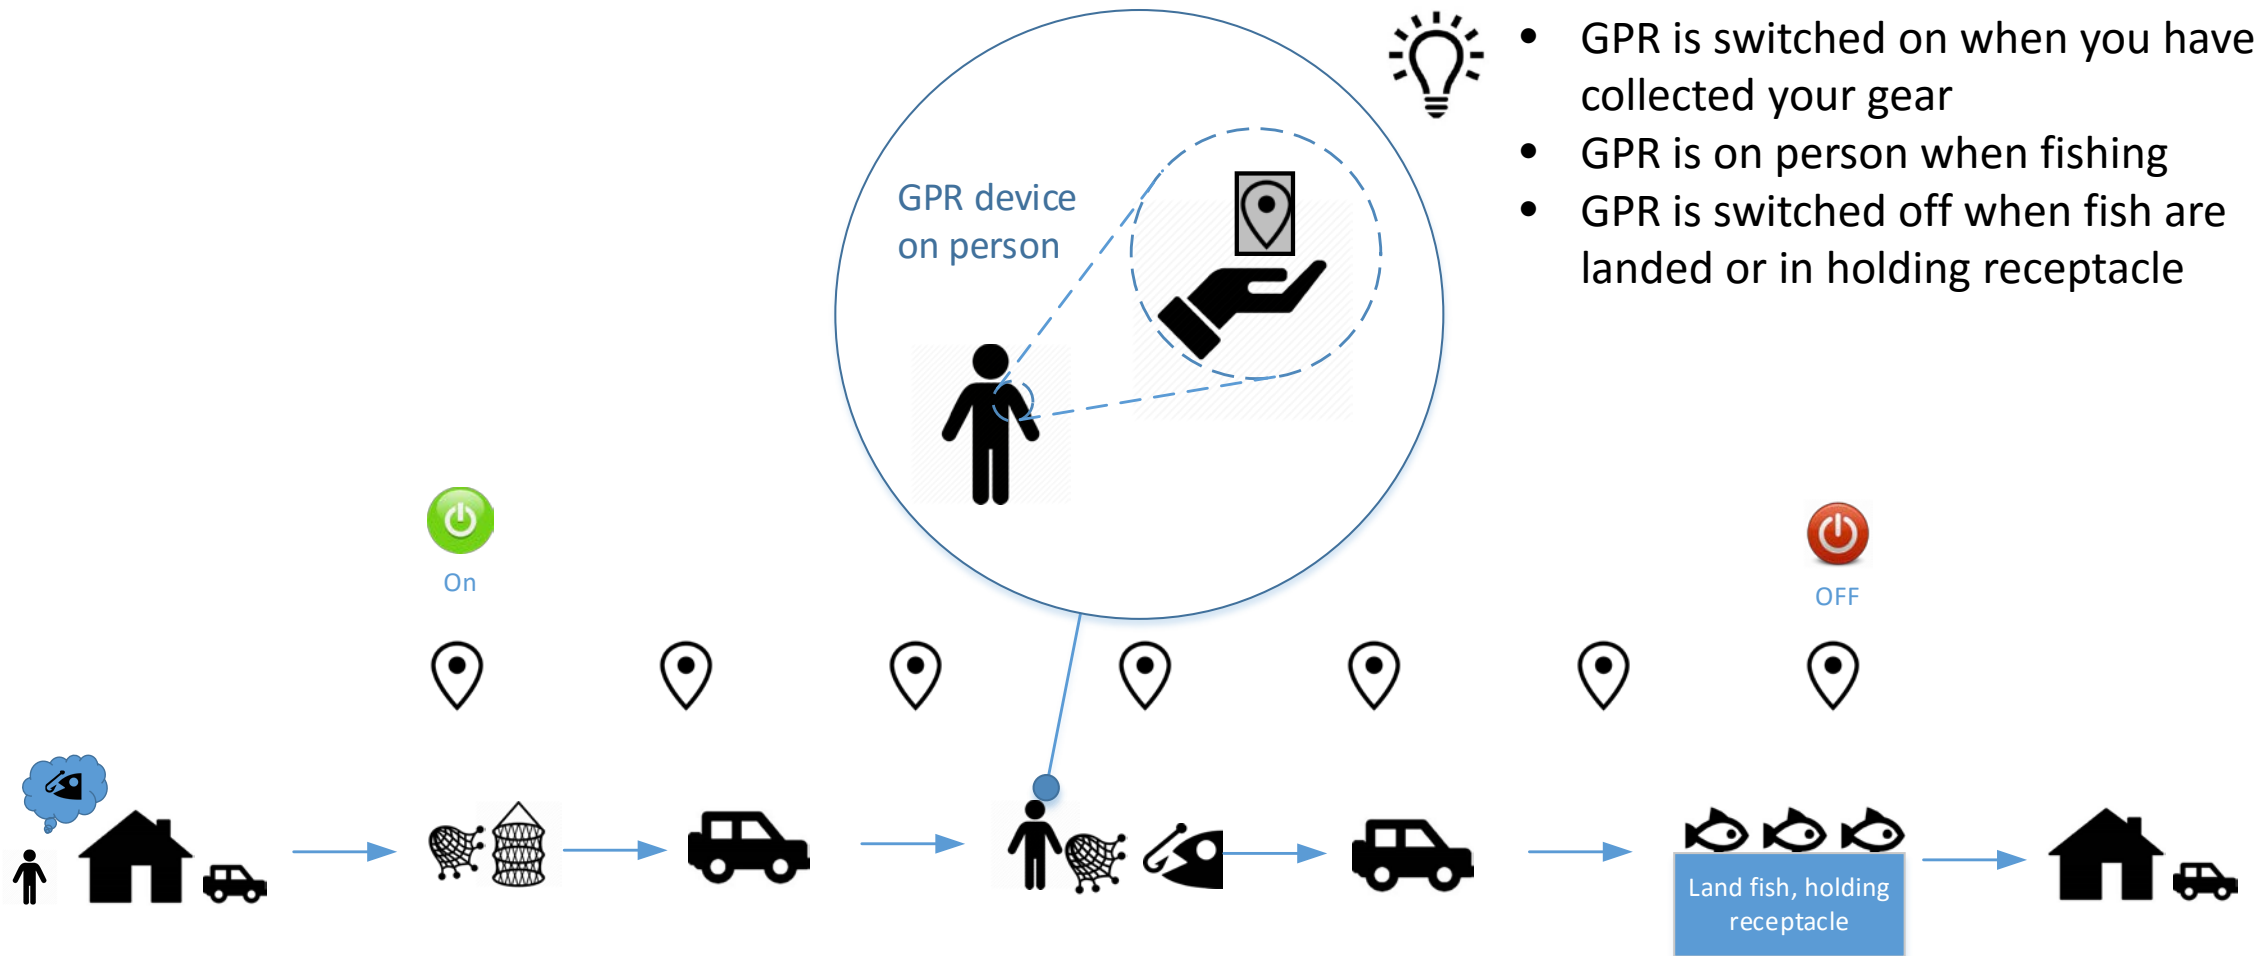 • GPR is switched on when you have
collected your gear
• GPR is on person when fishing
• GPR is switched off when fish are
landed or in holding receptacle
GPR device
on person
On
OFF
Land fish, holding
receptacle